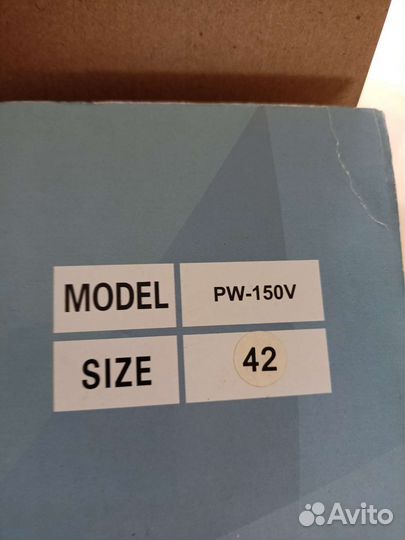 MODEL PW-150V
SIZE 42
Avito